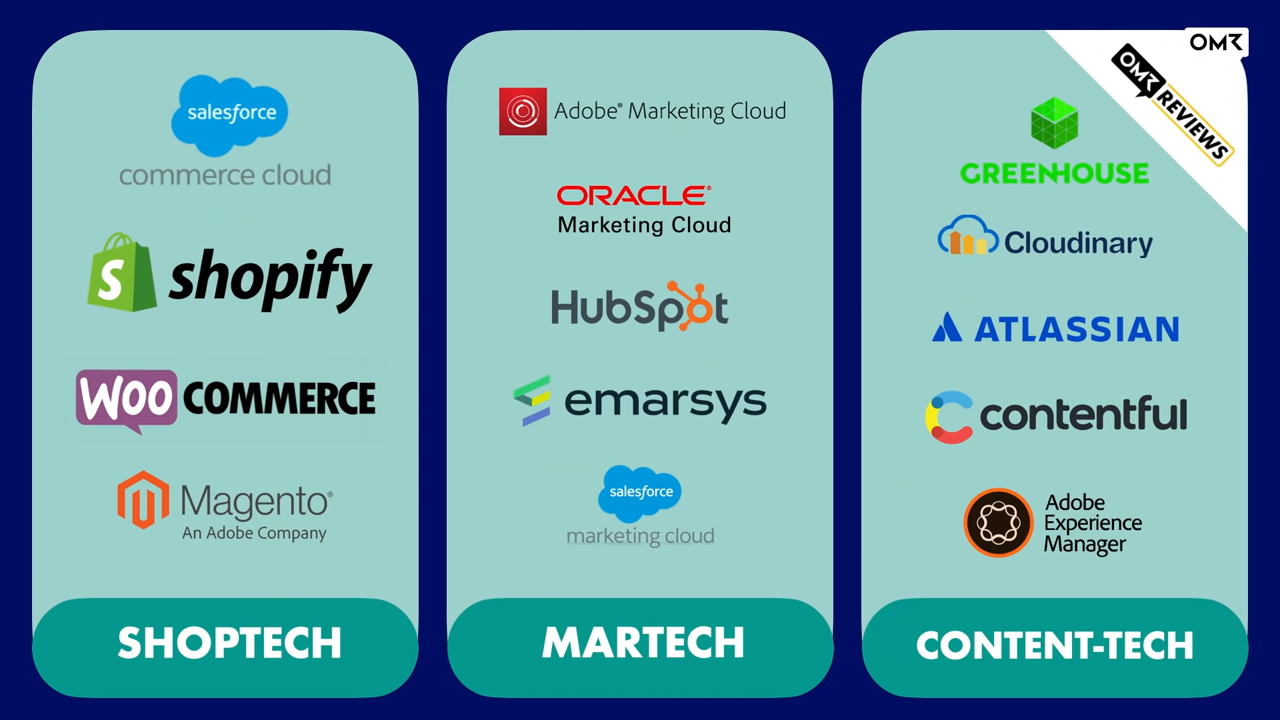 salesforce
commerce cloud
S shopify
WOO COMMERCE
Magento®
An Adobe Company
SHOPTECH
Adobe® Marketing Cloud
ORACLE®
Marketing Cloud
HubSpot
emarsys
salesforce
marketing cloud
MARTECH
OMR
OMR REVIEWS
GREENHOUSE
Cloudinary
ATLASSIAN
contentful
Adobe
Experience
Manager
CONTENT-TECH